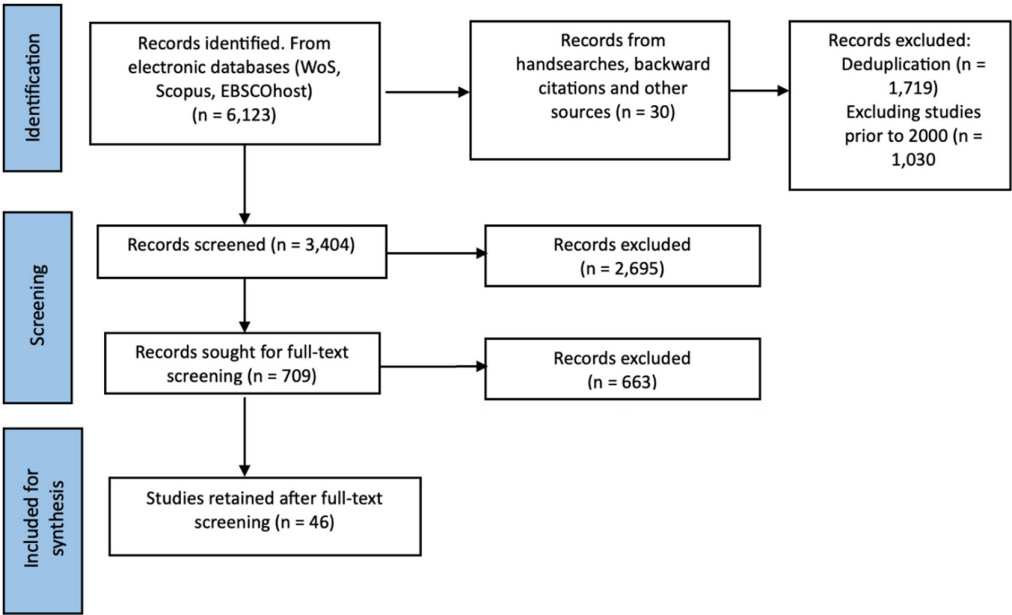 Identification
Records identified. From
electronic databases (WoS,
Scopus, EBSCOhost)
(n = 6,123)
Records from
handsearches, backward
citations and other
sources (n = 30)
Records excluded:
Deduplication (n =
1,719)
Excluding studies
prior to 2000 (n =
1,030
Screening
Records screened (n = 3,404)
Records excluded
(n = 2,695)
Records sought for full-text
screening (n = 709)
Records excluded
(n = 663)
Included for
synthesis
Studies retained after full-text
screening (n = 46)